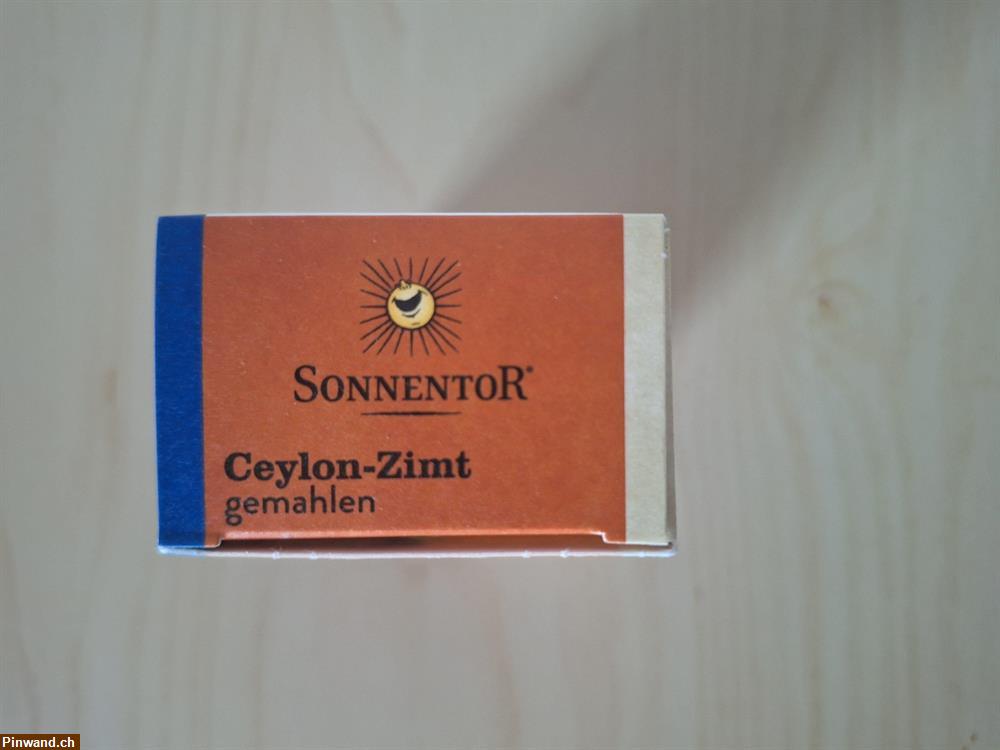 SONNENTOR®
Ceylon-Zimt
gemahlen
Pinwand.ch